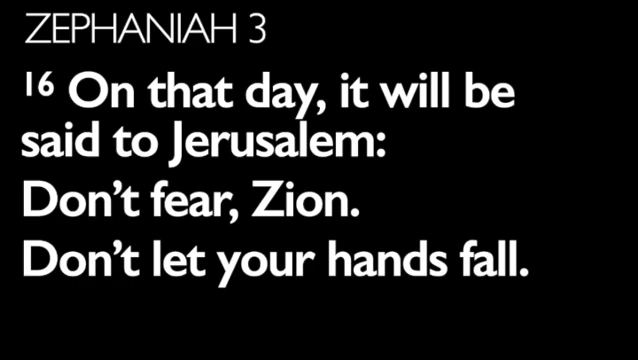 ZEPHANIAH 3
16 On that day, it will be
said to Jerusalem:
Don’t fear, Zion.
Don’t let your hands fall.